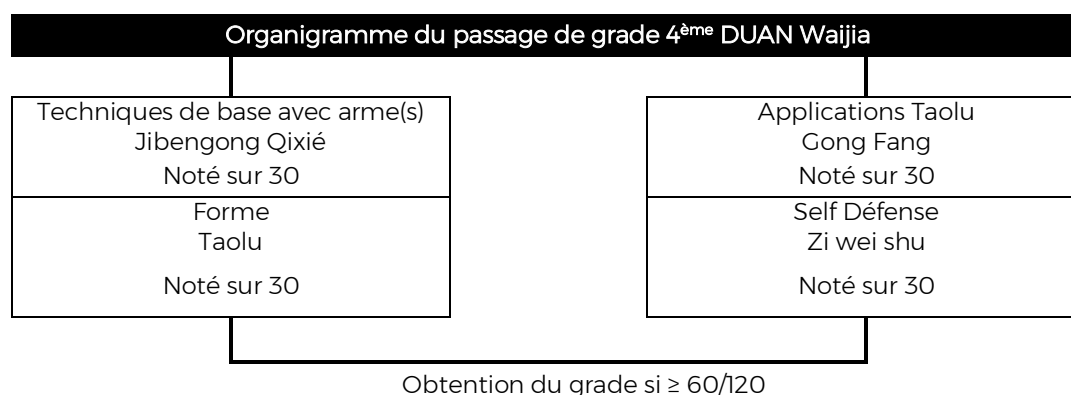 Organigramme du passage de grade 4ème DUAN Waijia
Techniques de base avec arme(s)
Jibengong Qixié
Noté sur 30
Forme
Taolu
Noté sur 30
Applications Taolu
Gong Fang
Noté sur 30
Self Défense
Zi wei shu
Noté sur 30
Obtention du grade si ≥ 60/120